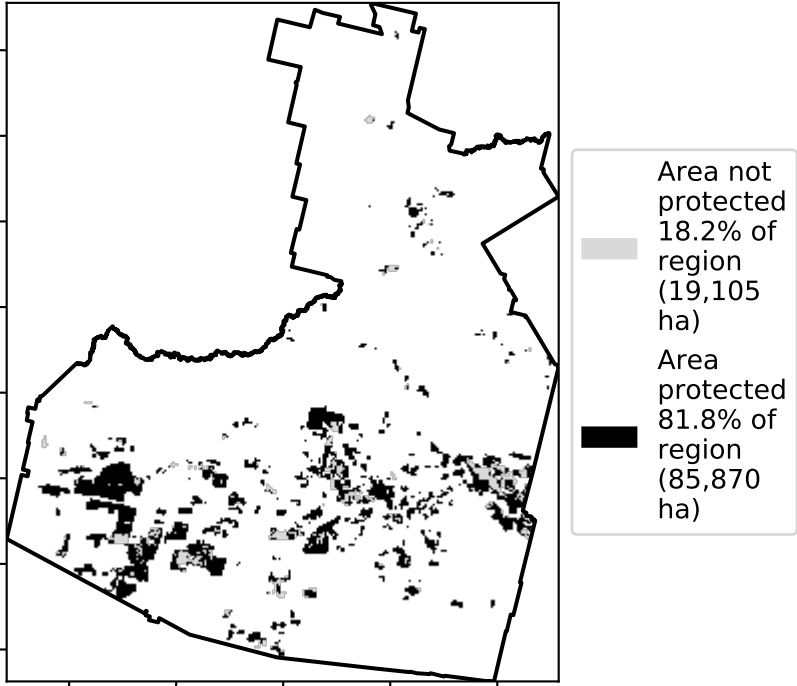 Area not
protected
18.2% of
region
(19,105
ha)
Area
protected
81.8% of
region
(85,870
ha)